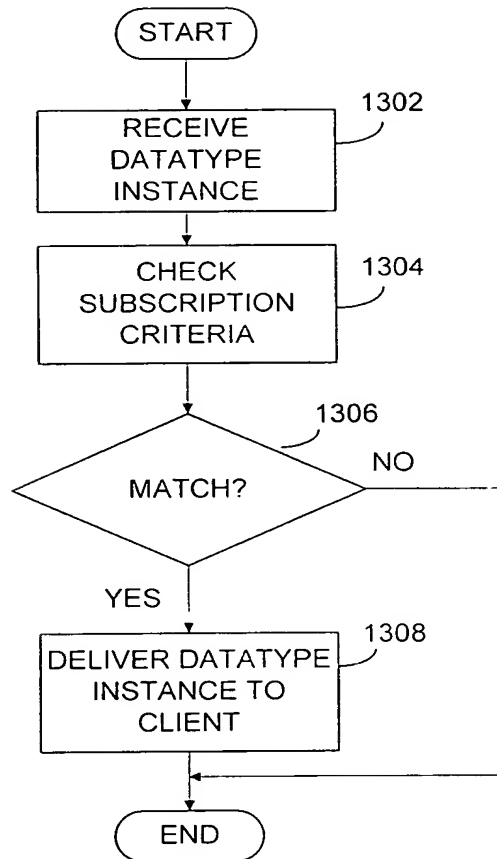 START
1302
RECEIVE
DATATYPE
INSTANCE
1304
CHECK
SUBSCRIPTION
CRITERIA
1306
MATCH?
NO
YES
1308
DELIVER DATATYPE
INSTANCE TO
CLIENT
END